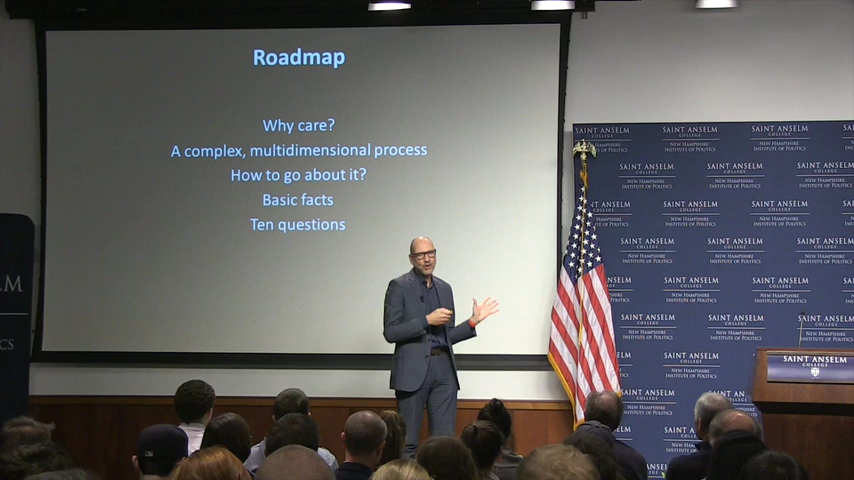 Roadmap
Why care?
A complex, multidimensional process
How to go about it?
Basic facts
Ten questions
SAINT ANSELM
COLLEGE
NEW HAMPSHIRE
INSTITUTE OF POLITICS
SAINT ANSELM
COLLEGE